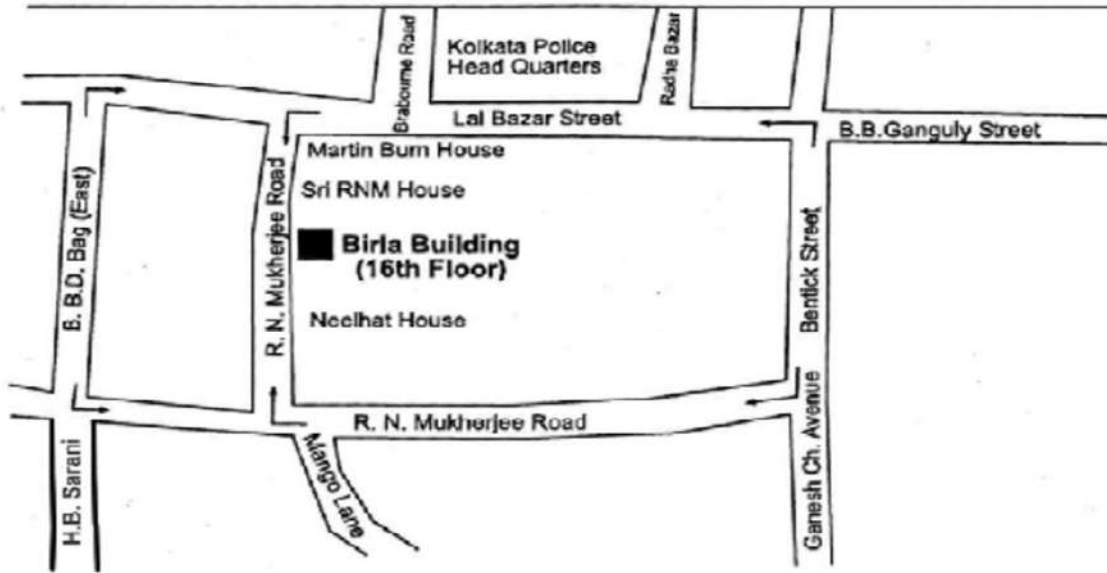 Brabourne Road
Kolkata Police
Head Quarters
Radha Bazar
Lal Bazar Street
B.B.Ganguly Street
Martin Burn House
Sri RNM House
Birla Building
(16th Floor)
Neelhat House
B. B.D. Bag (East)
R. N. Mukherjee Road
Bentick Street
R. N. Mukherjee Road
H.B. Sarani
Mango Lane
Ganesh Ch. Avenue